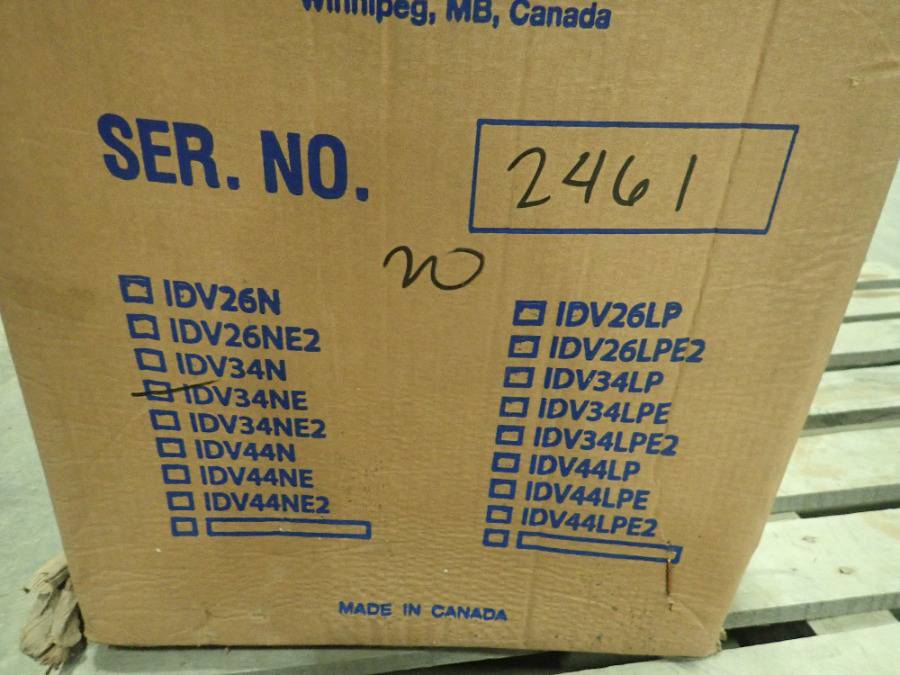 Winnipeg, MB, Canada
SER. NO. 2461
20
IDV26N
IDV26NE2
IDV34N
IDV34NE
IDV34NE2
IDV44N
IDV44NE
IDV44NE2
IDV26LP
IDV26LPE2
IDV34LP
IDV34LPE
IDV34LPE2
IDV44LP
IDV44LPE
IDV44LPE2
MADE IN CANADA